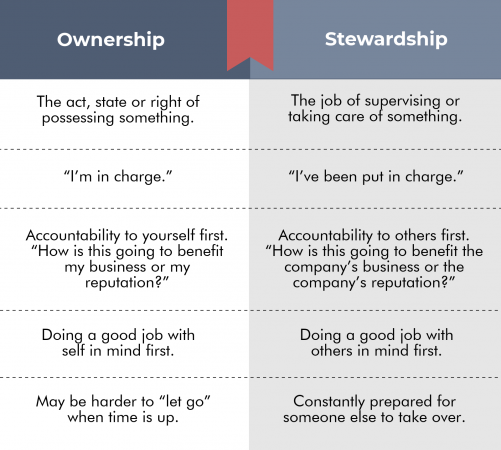 Ownership
Stewardship
The act, state or right of
possessing something.
The job of supervising or
taking care of something.
“I’m in charge.”
“I’ve been put in charge.”
Accountability to yourself first.
“How is this going to benefit
my business or my
reputation?”
Accountability to others first.
“How is this going to benefit the
company’s business or the
company’s reputation?”
Doing a good job with
self in mind first.
Doing a good job with
others in mind first.
May be harder to “let go”
when time is up.
Constantly prepared for
someone else to take over.